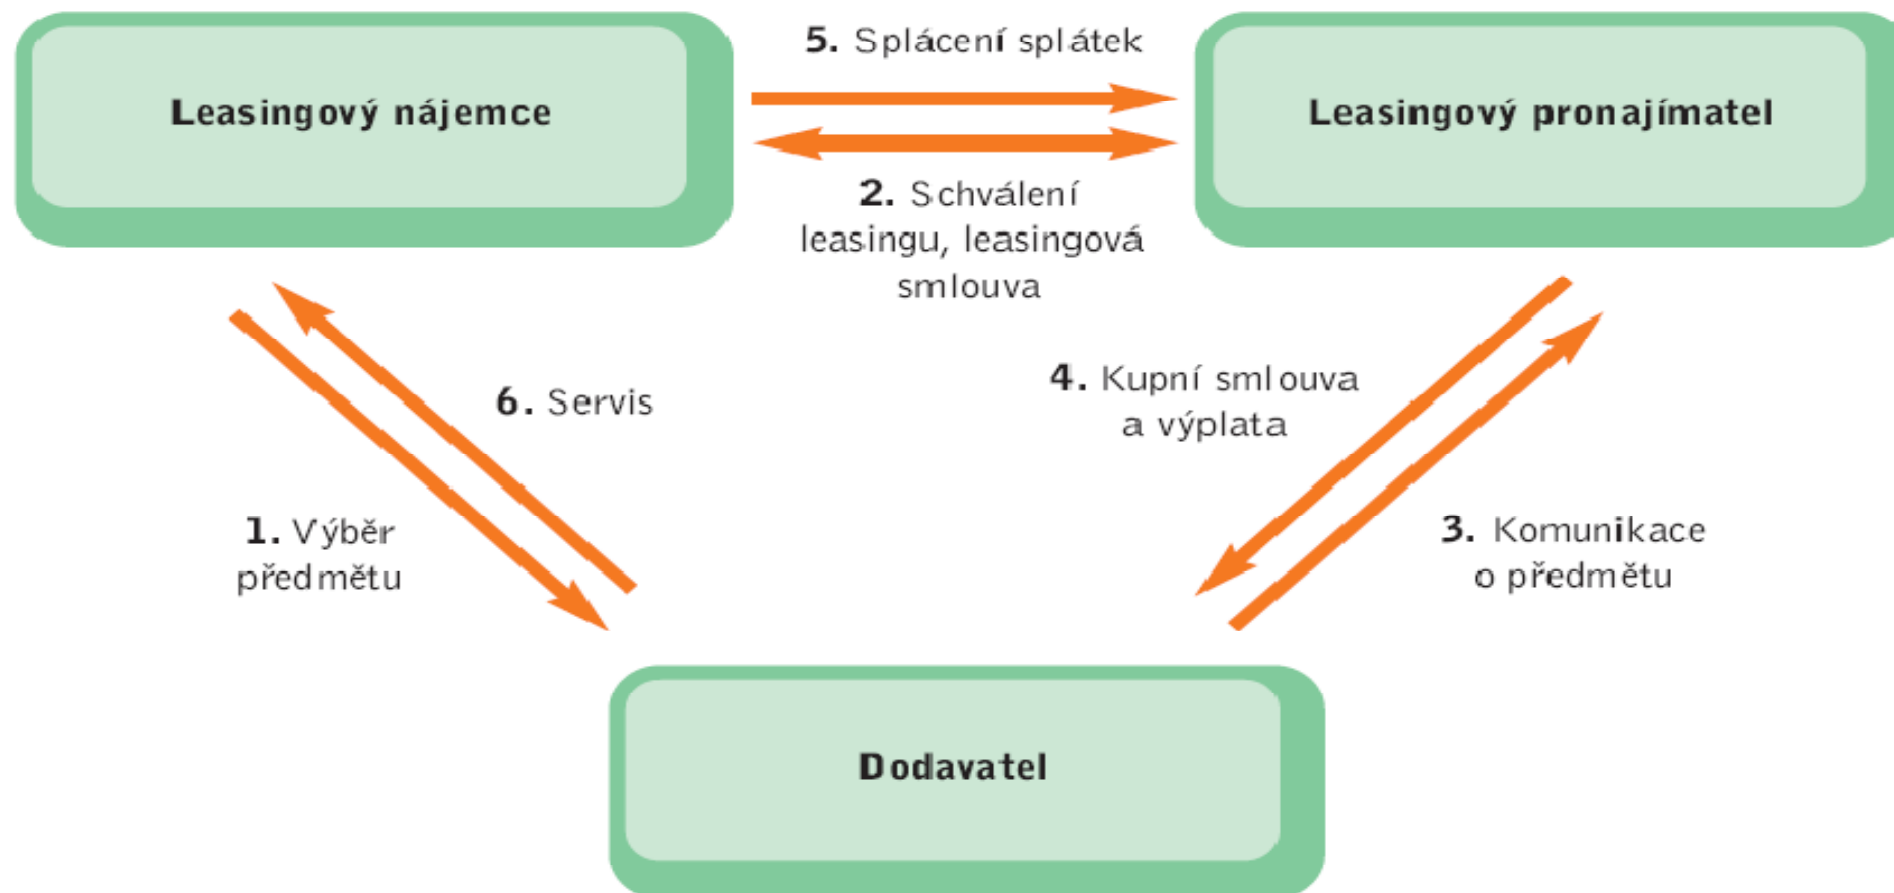 5. Splácení splátek
Leasingový nájemce
Leasingový pronajímatel
2. Schválení
leasingu, leasingová
smlouva
6. Servis
4. Kupní smlouva
a výplata
1. Výběr
předmětu
3. Komunikace
o předmětu
Dodavatel